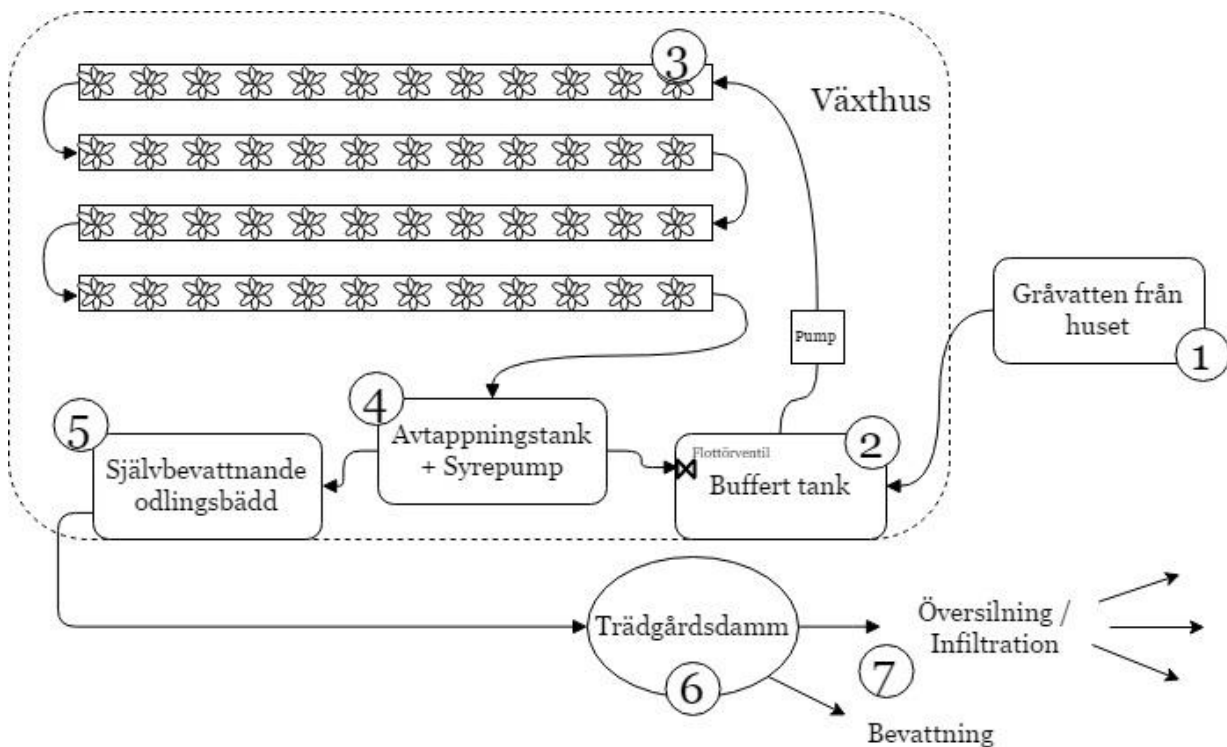 3
Växthus
Pump
Gråvatten från
huset
1
4
Avtappningstank
+ Syrepump
5
Självbevattnande
odlingsbädd
2
Flottörventil
Buffert tank
Trädgårdsdamm
6
Översilning /
Infiltration
7
Bevattning